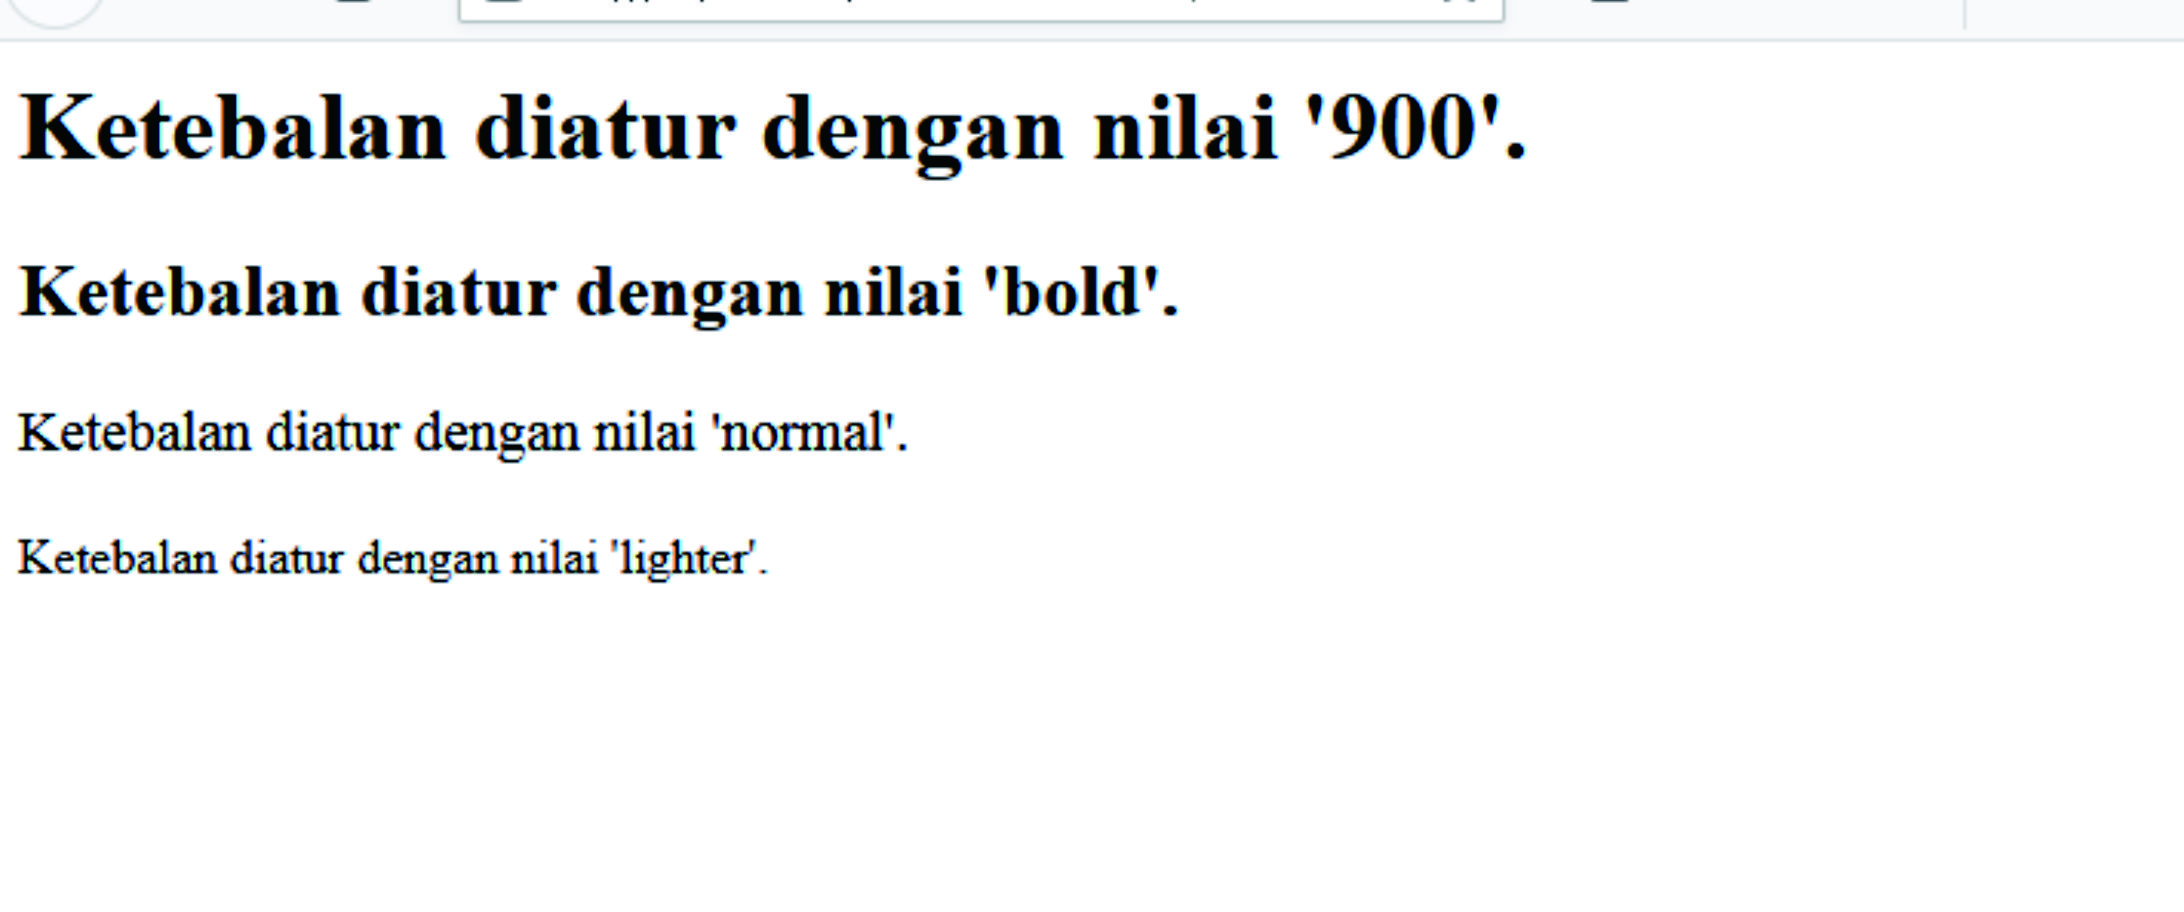 Ketebalan diatur dengan nilai '900'.
Ketebalan diatur dengan nilai 'bold'.
Ketebalan diatur dengan nilai 'normal'.
Ketebalan diatur dengan nilai 'lighter'.